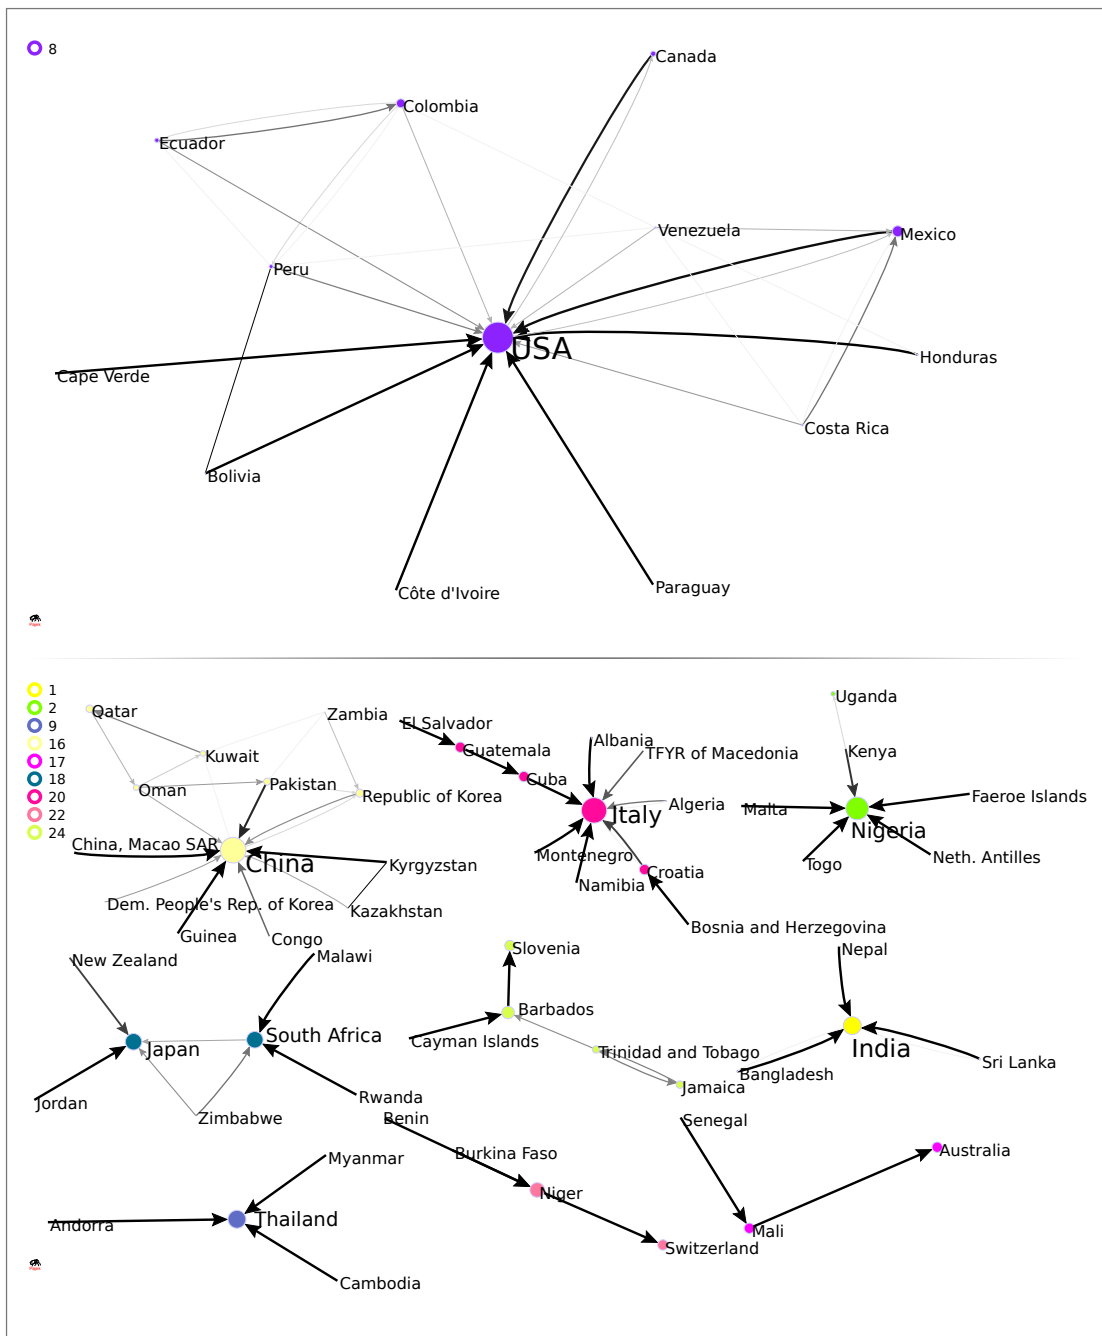 8
Canada
Colombia
Ecuador
Venezuela
Mexico
Peru
USA
Honduras
Cape Verde
Costa Rica
Bolivia
Côte d'Ivoire
Paraguay
1
2
9
16
17
18
20
22
24
Qatar
Zambia
El Salvador
Uganda
Kuwait
Guatemala
Albania
TFYR of Macedonia
Kenya
Oman
Pakistan
Republic of Korea
Cuba
Algeria
Malta
Faeroe Islands
Italy
Nigeria
China, Macao SAR
China
Kyrgyzstan
Montenegro
Togo
Neth. Antilles
Croatia
Namibia
Dem. People's Rep. of Korea
Kazakhstan
Guinea
Congo
Bosnia and Herzegovina
New Zealand
Malawi
Slovenia
Nepal
Barbados
South Africa
Japan
Cayman Islands
Trinidad and Tobago
India
Sri Lanka
Bangladesh
Jamaica
Jordan
Rwanda
Zimbabwe
Benin
Senegal
Myanmar
Burkina Faso
Australia
Niger
Andorra
Thailand
Mali
Switzerland
Cambodia